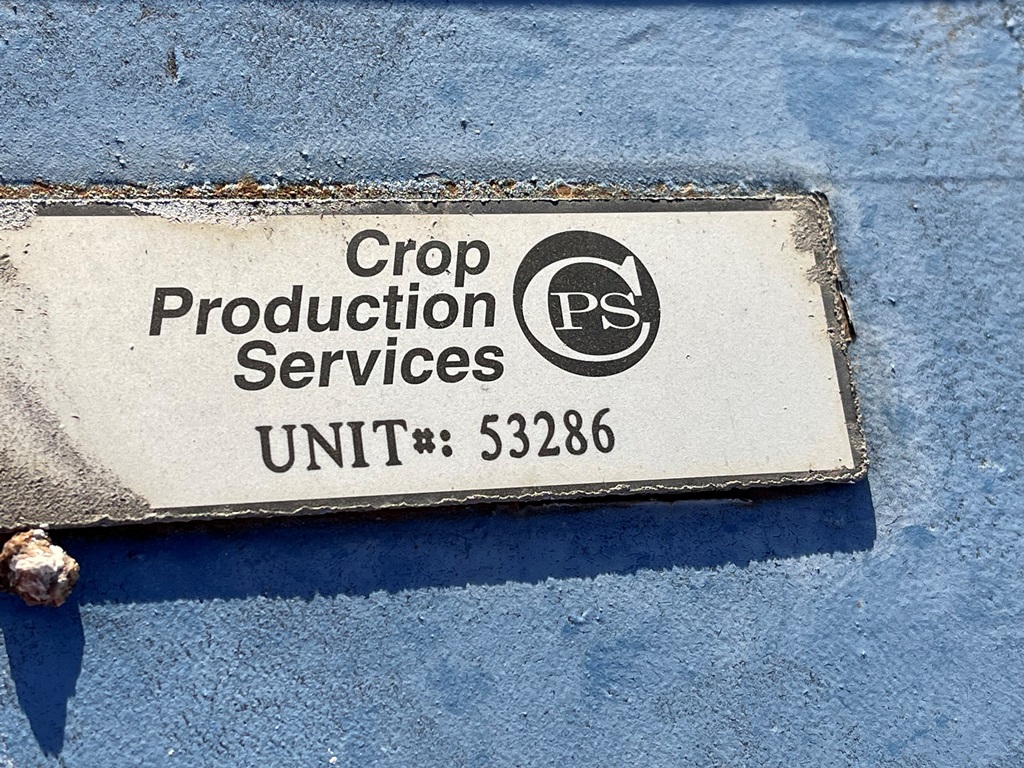 Crop
Production
Services
CPS
UNIT#: 53286